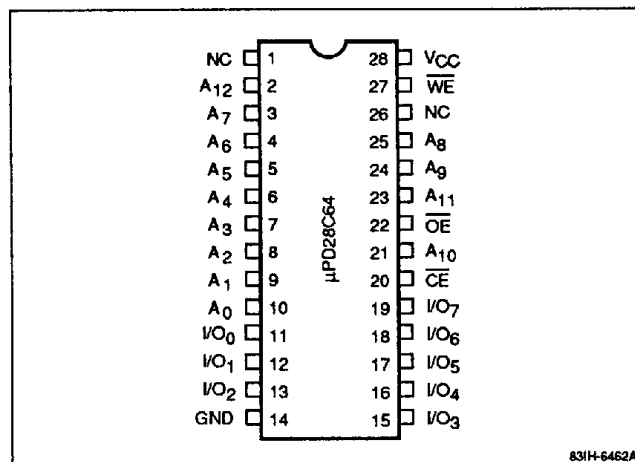 NC 1 28 VCC
A12 2 27 WE
A7 3 26 NC
A6 4 25 A8
A5 5 24 A9
A4 6 23 A11
A3 7 22 OE
A2 8 21 A10
A1 9 20 CE
A0 10 19 I/O7
I/O0 11 18 I/O6
I/O1 12 17 I/O5
I/O2 13 16 I/O4
GND 14 15 I/O3
μPD28C64
83IH-6462A